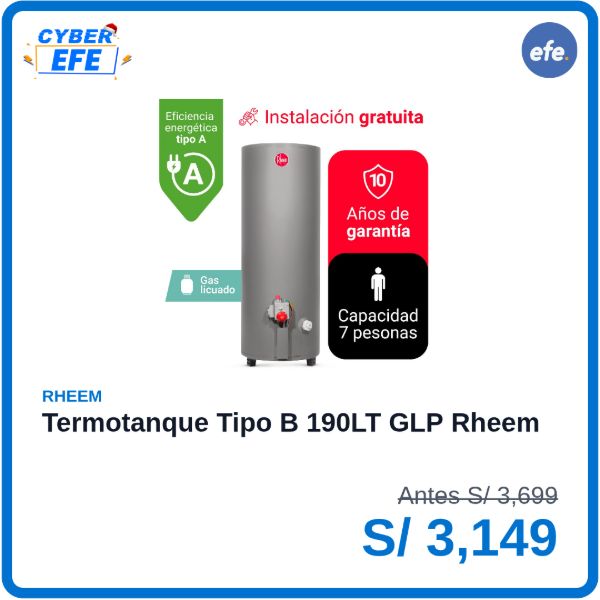 CYBER
EFE
efe.
Eficiencia
energética
tipo A
A
Instalación gratuita
Rheem
10
Años de
garantía
Gas
licuado
Capacidad
7 pesonas
RHEEM
Termotanque Tipo B 190LT GLP Rheem
Antes S/ 3,699
S/ 3,149